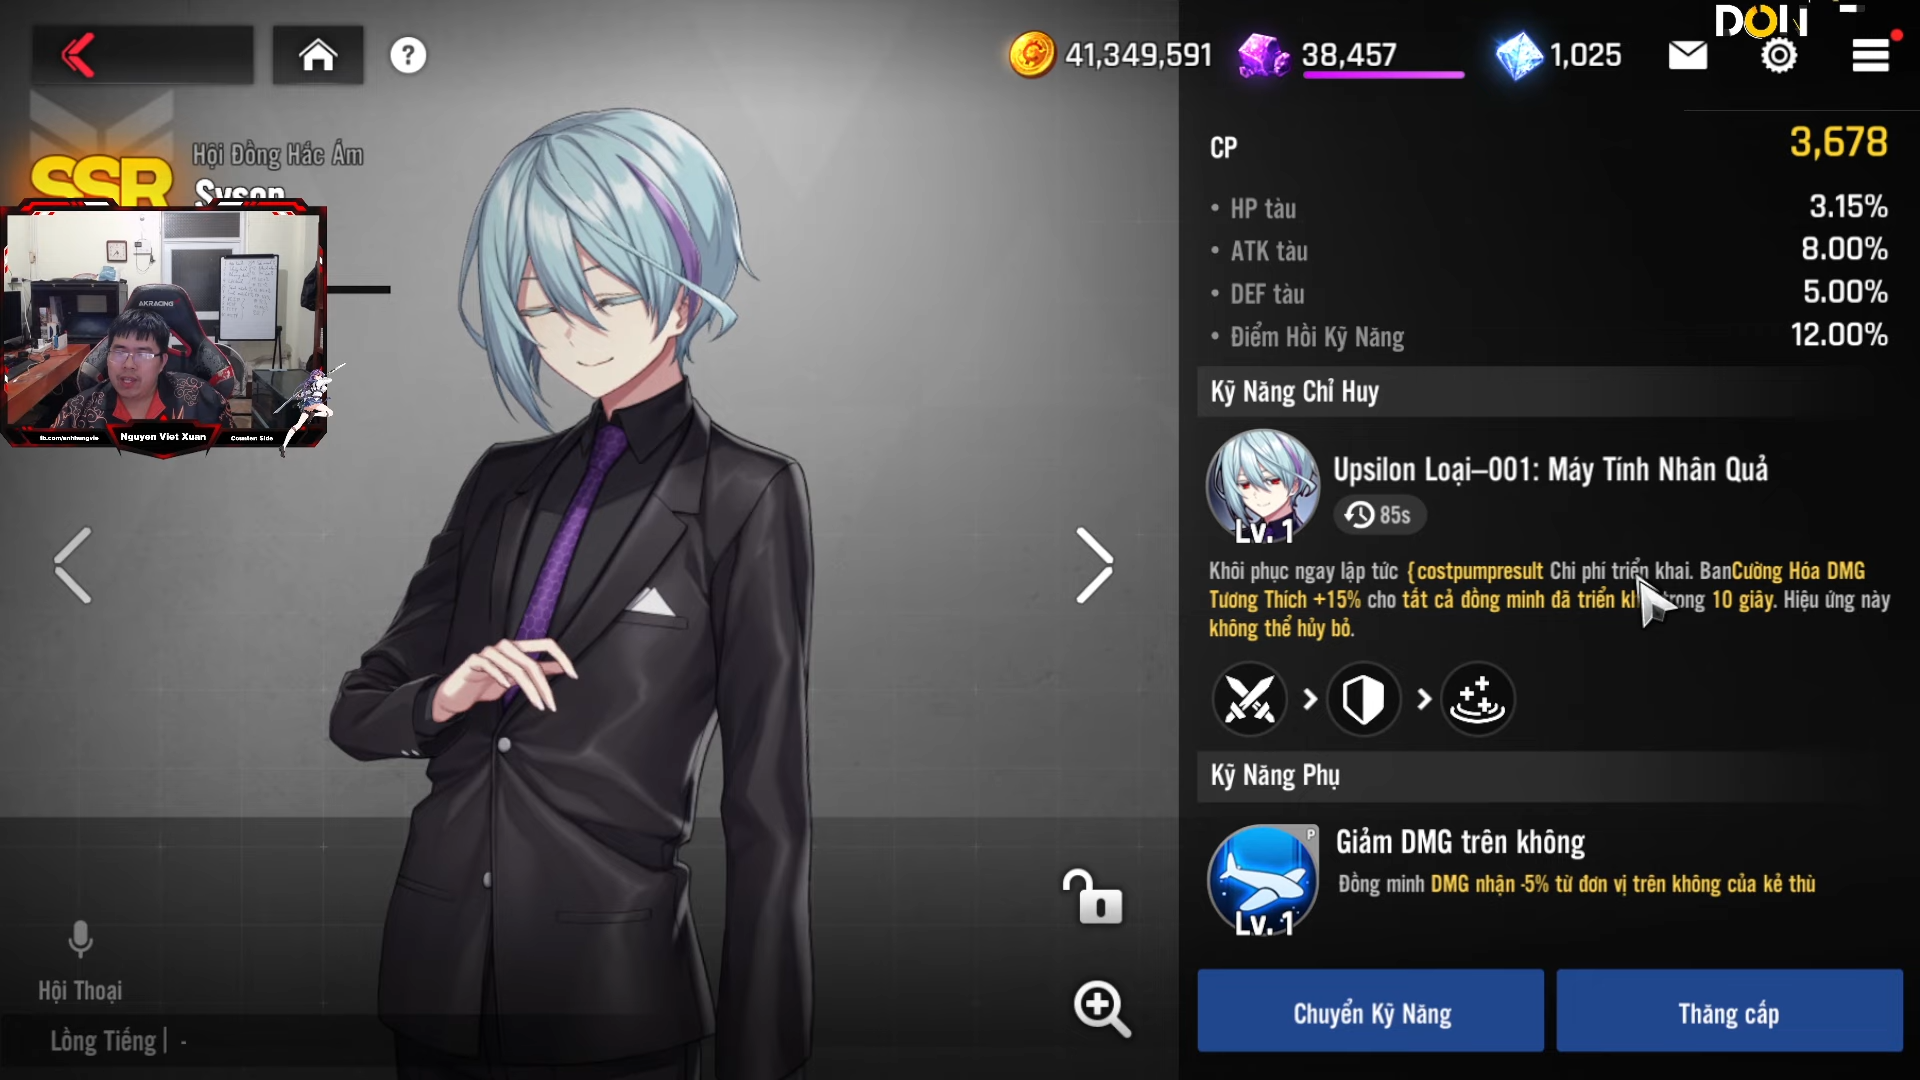 DON
41,349,591
38,457
1,025
?
SSR
Hội Đồng Hắc Ám
AKRACING
fb.com/anhhungvie
Nguyen Viet Xuan
Counter: Side
CP
3,678
• HP tàu
3.15%
• ATK tàu
8.00%
• DEF tàu
5.00%
• Điểm Hồi Kỹ Năng
12.00%
Kỹ Năng Chỉ Huy
Upsilon Loại–001: Máy Tính Nhân Quả
85s
Lv. 1
Khôi phục ngay lập tức {costpumpresult Chi phí triển khai. BanCường Hóa DMG
Tương Thích +15% cho tất cả đồng minh đã triển kh trong 10 giây. Hiệu ứng này
không thể hủy bỏ.
Kỹ Năng Phụ
P
Giảm DMG trên không
Đồng minh DMG nhận -5% từ đơn vị trên không của kẻ thù
Lv. 1
Chuyển Kỹ Năng
Thăng cấp
Hội Thoại
Lồng Tiếng | -